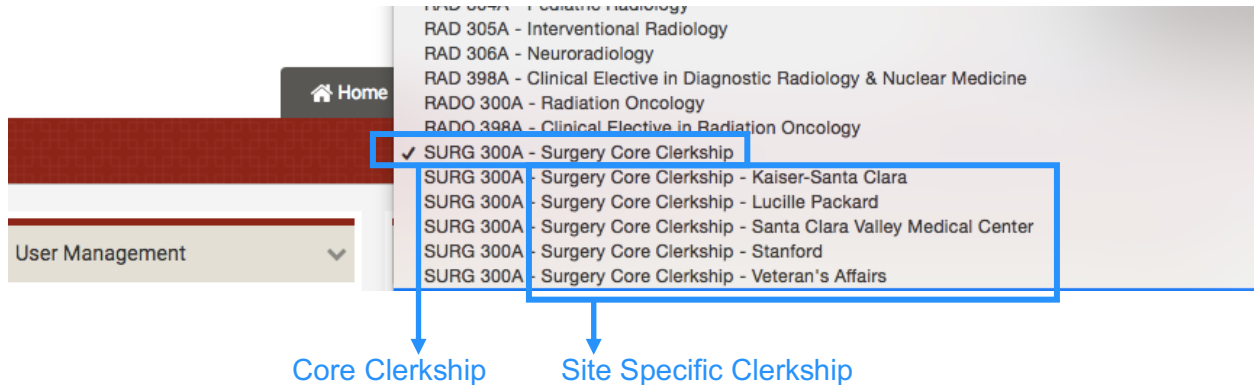 RAD 304A - Pediatric Radiology
RAD 305A - Interventional Radiology
RAD 306A - Neuroradiology
RAD 398A - Clinical Elective in Diagnostic Radiology & Nuclear Medicine
Home
RADO 300A - Radiation Oncology
RADO 398A - Clinical Elective in Radiation Oncology
✓ SURG 300A - Surgery Core Clerkship
SURG 300A - Surgery Core Clerkship - Kaiser-Santa Clara
SURG 300A - Surgery Core Clerkship - Lucille Packard
SURG 300A - Surgery Core Clerkship - Santa Clara Valley Medical Center
User Management
SURG 300A - Surgery Core Clerkship - Stanford
SURG 300A - Surgery Core Clerkship - Veteran's Affairs
Core Clerkship
Site Specific Clerkship